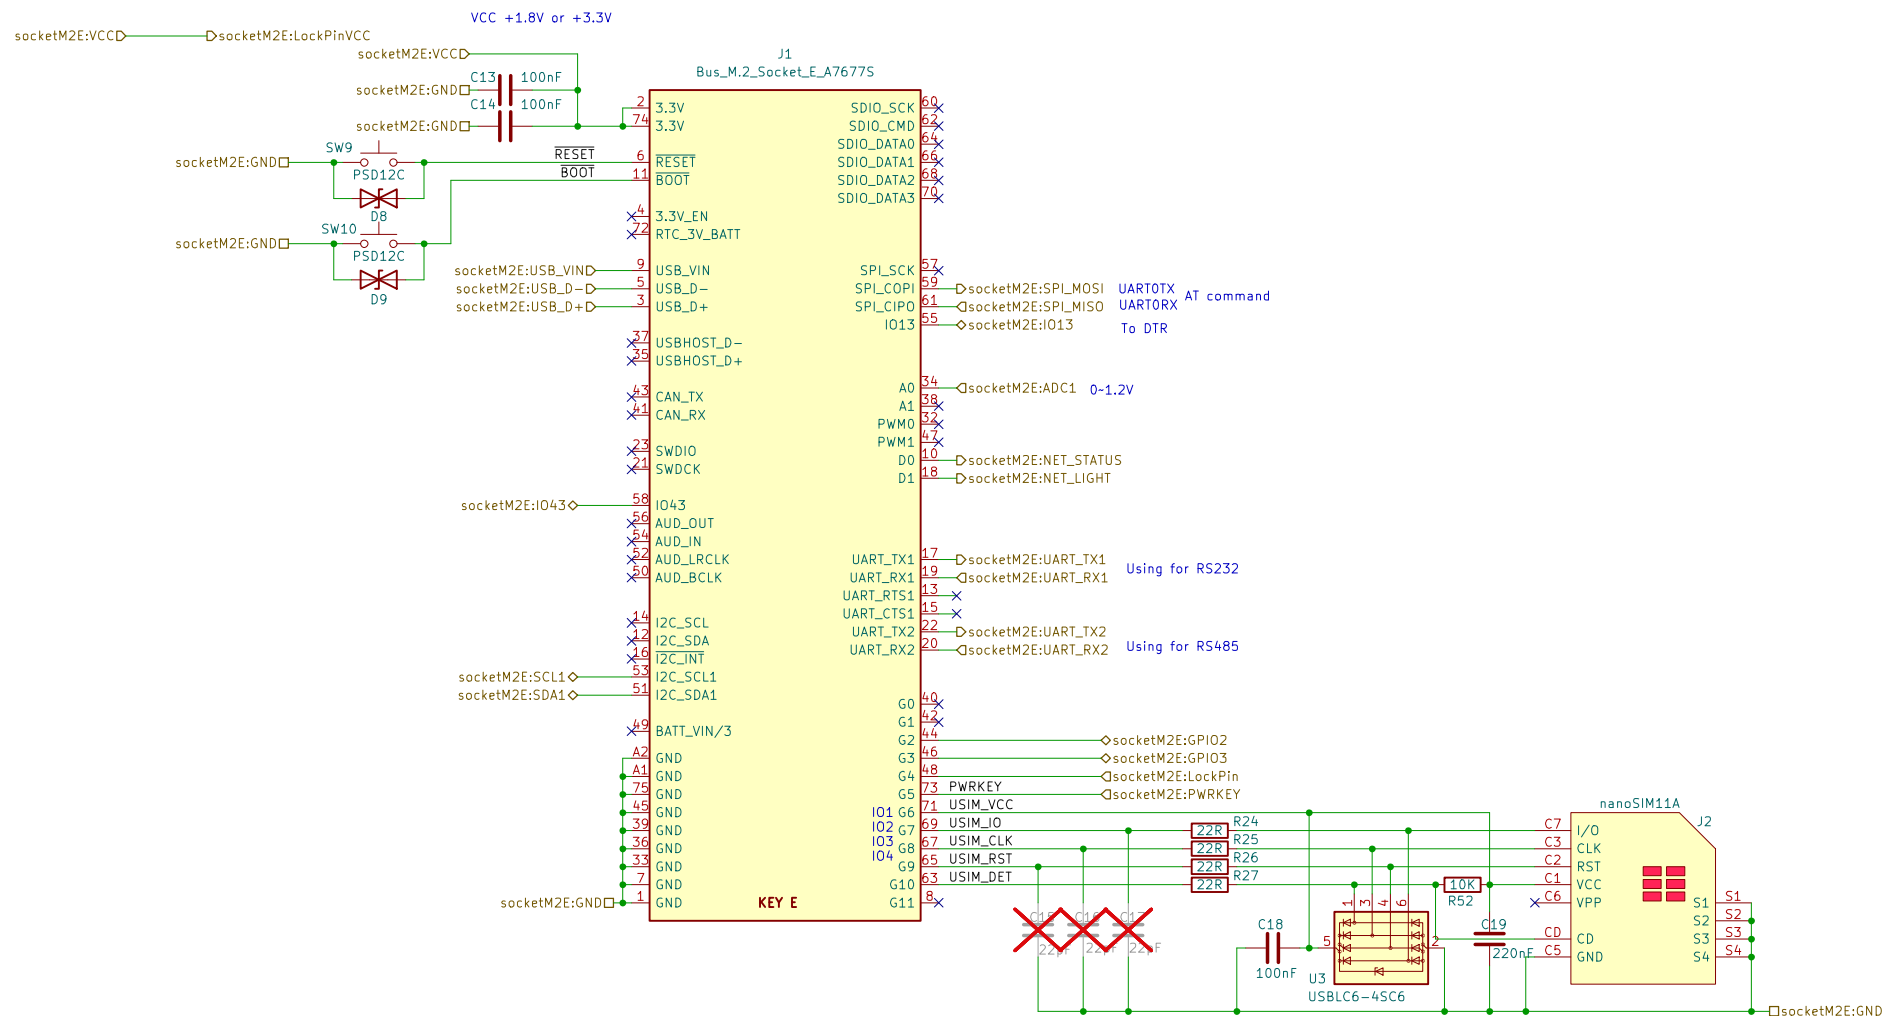 VCC +1.8V or +3.3V
socketM2E:VCC
socketM2E:LockPinVCC
socketM2E:VCC
C13 100nF
socketM2E:GND
C14 100nF
socketM2E:GND
SW9
socketM2E:GND
PSD12C
D8
SW10
socketM2E:GND
PSD12C
D9
RESET
BOOT
socketM2E:USB_VIN
socketM2E:USB_D-
socketM2E:USB_D+
socketM2E:IO43
socketM2E:SCL1
socketM2E:SDA1
socketM2E:GND
J1
Bus_M.2_Socket_E_A7677S
2 3.3V
74 3.3V
6 RESET
11 BOOT
4 3.3V_EN
72 RTC_3V_BATT
9 USB_VIN
5 USB_D-
3 USB_D+
37 USBHOST_D-
35 USBHOST_D+
43 CAN_TX
41 CAN_RX
23 SWDIO
21 SWDCK
58 IO43
56 AUD_OUT
54 AUD_IN
52 AUD_LRCLK
50 AUD_BCLK
14 I2C_SCL
12 I2C_SDA
16 I2C_INT
53 I2C_SCL1
51 I2C_SDA1
49 BATT_VIN/3
A2 GND
A1 GND
75 GND
45 GND
39 GND
36 GND
33 GND
7 GND
1 GND
KEY E
SDIO_SCK 60
SDIO_CMD 62
SDIO_DATA0 64
SDIO_DATA1 66
SDIO_DATA2 68
SDIO_DATA3 70
SPI_SCK 57
SPI_COPI 59 socketM2E:SPI_MOSI UART0TX
SPI_CIPO 61 socketM2E:SPI_MISO UART0RX
AT command
IO13 55 socketM2E:IO13 To DTR
A0 34 socketM2E:ADC1 0~1.2V
A1 38
PWM0 32
PWM1 47
D0 10 socketM2E:NET_STATUS
D1 18 socketM2E:NET_LIGHT
UART_TX1 17 socketM2E:UART_TX1
Using for RS232
UART_RX1 19 socketM2E:UART_RX1
UART_RTS1 13
UART_CTS1 15
UART_TX2 22 socketM2E:UART_TX2
Using for RS485
UART_RX2 20 socketM2E:UART_RX2
G0 40
G1 42
G2 44 socketM2E:GPIO2
G3 46 socketM2E:GPIO3
G4 48 socketM2E:LockPin
G5 73 PWRKEY socketM2E:PWRKEY
IO1 G6 71 USIM_VCC
IO2 G7 69 USIM_IO
IO3 G8 67 USIM_CLK
IO4 G9 65 USIM_RST
G10 63 USIM_DET
G11 8
22R R24
22R R25
22R R26
22R R27
10K
R52
C15
22pF
C16
22pF
C17
22pF
C18
100nF
5 1 3 4 6 2
U3
USBLC6-4SC6
C19
220nF
nanoSIM11A
J2
C7 I/O
C3 CLK
C2 RST
C1 VCC
C6 VPP
CD CD
C5 GND
S1 S1
S2 S2
S3 S3
S4 S4
socketM2E:GND